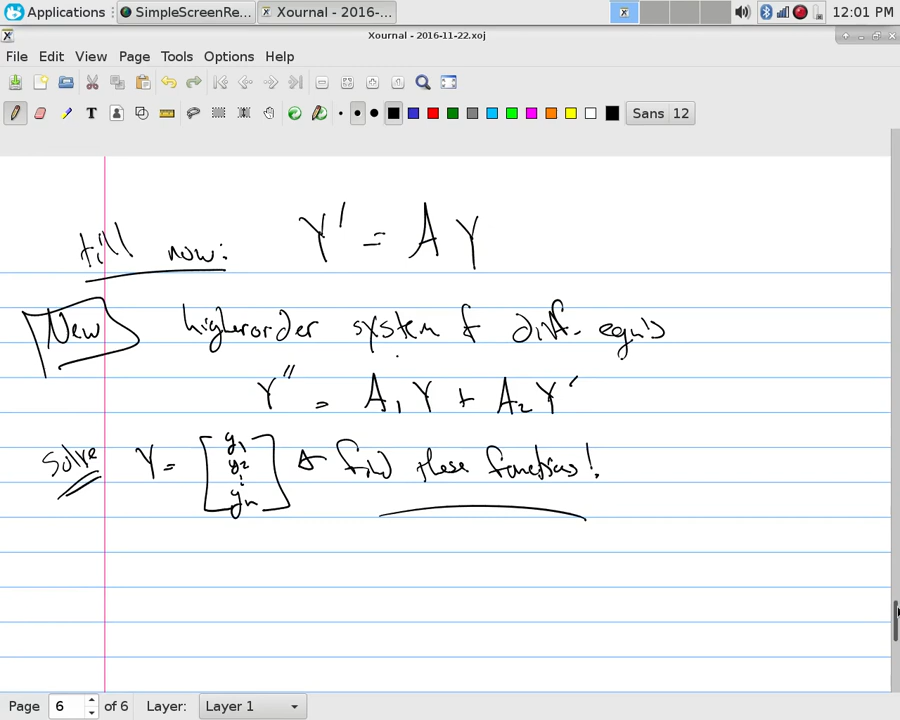 Applications SimpleScreenRe... Xournal - 2016-... 12:01 PM
Xournal - 2016-11-22.xoj
File Edit View Page Tools Options Help
Sans 12
till now: Y' = A Y
New higher order system of diff. eqn's
Y'' = A₁ Y + A₂ Y'
Solve Y = [y₁ y₂ ⋮ yₙ] ← find these functions!
Page 6 of 6 Layer: Layer 1